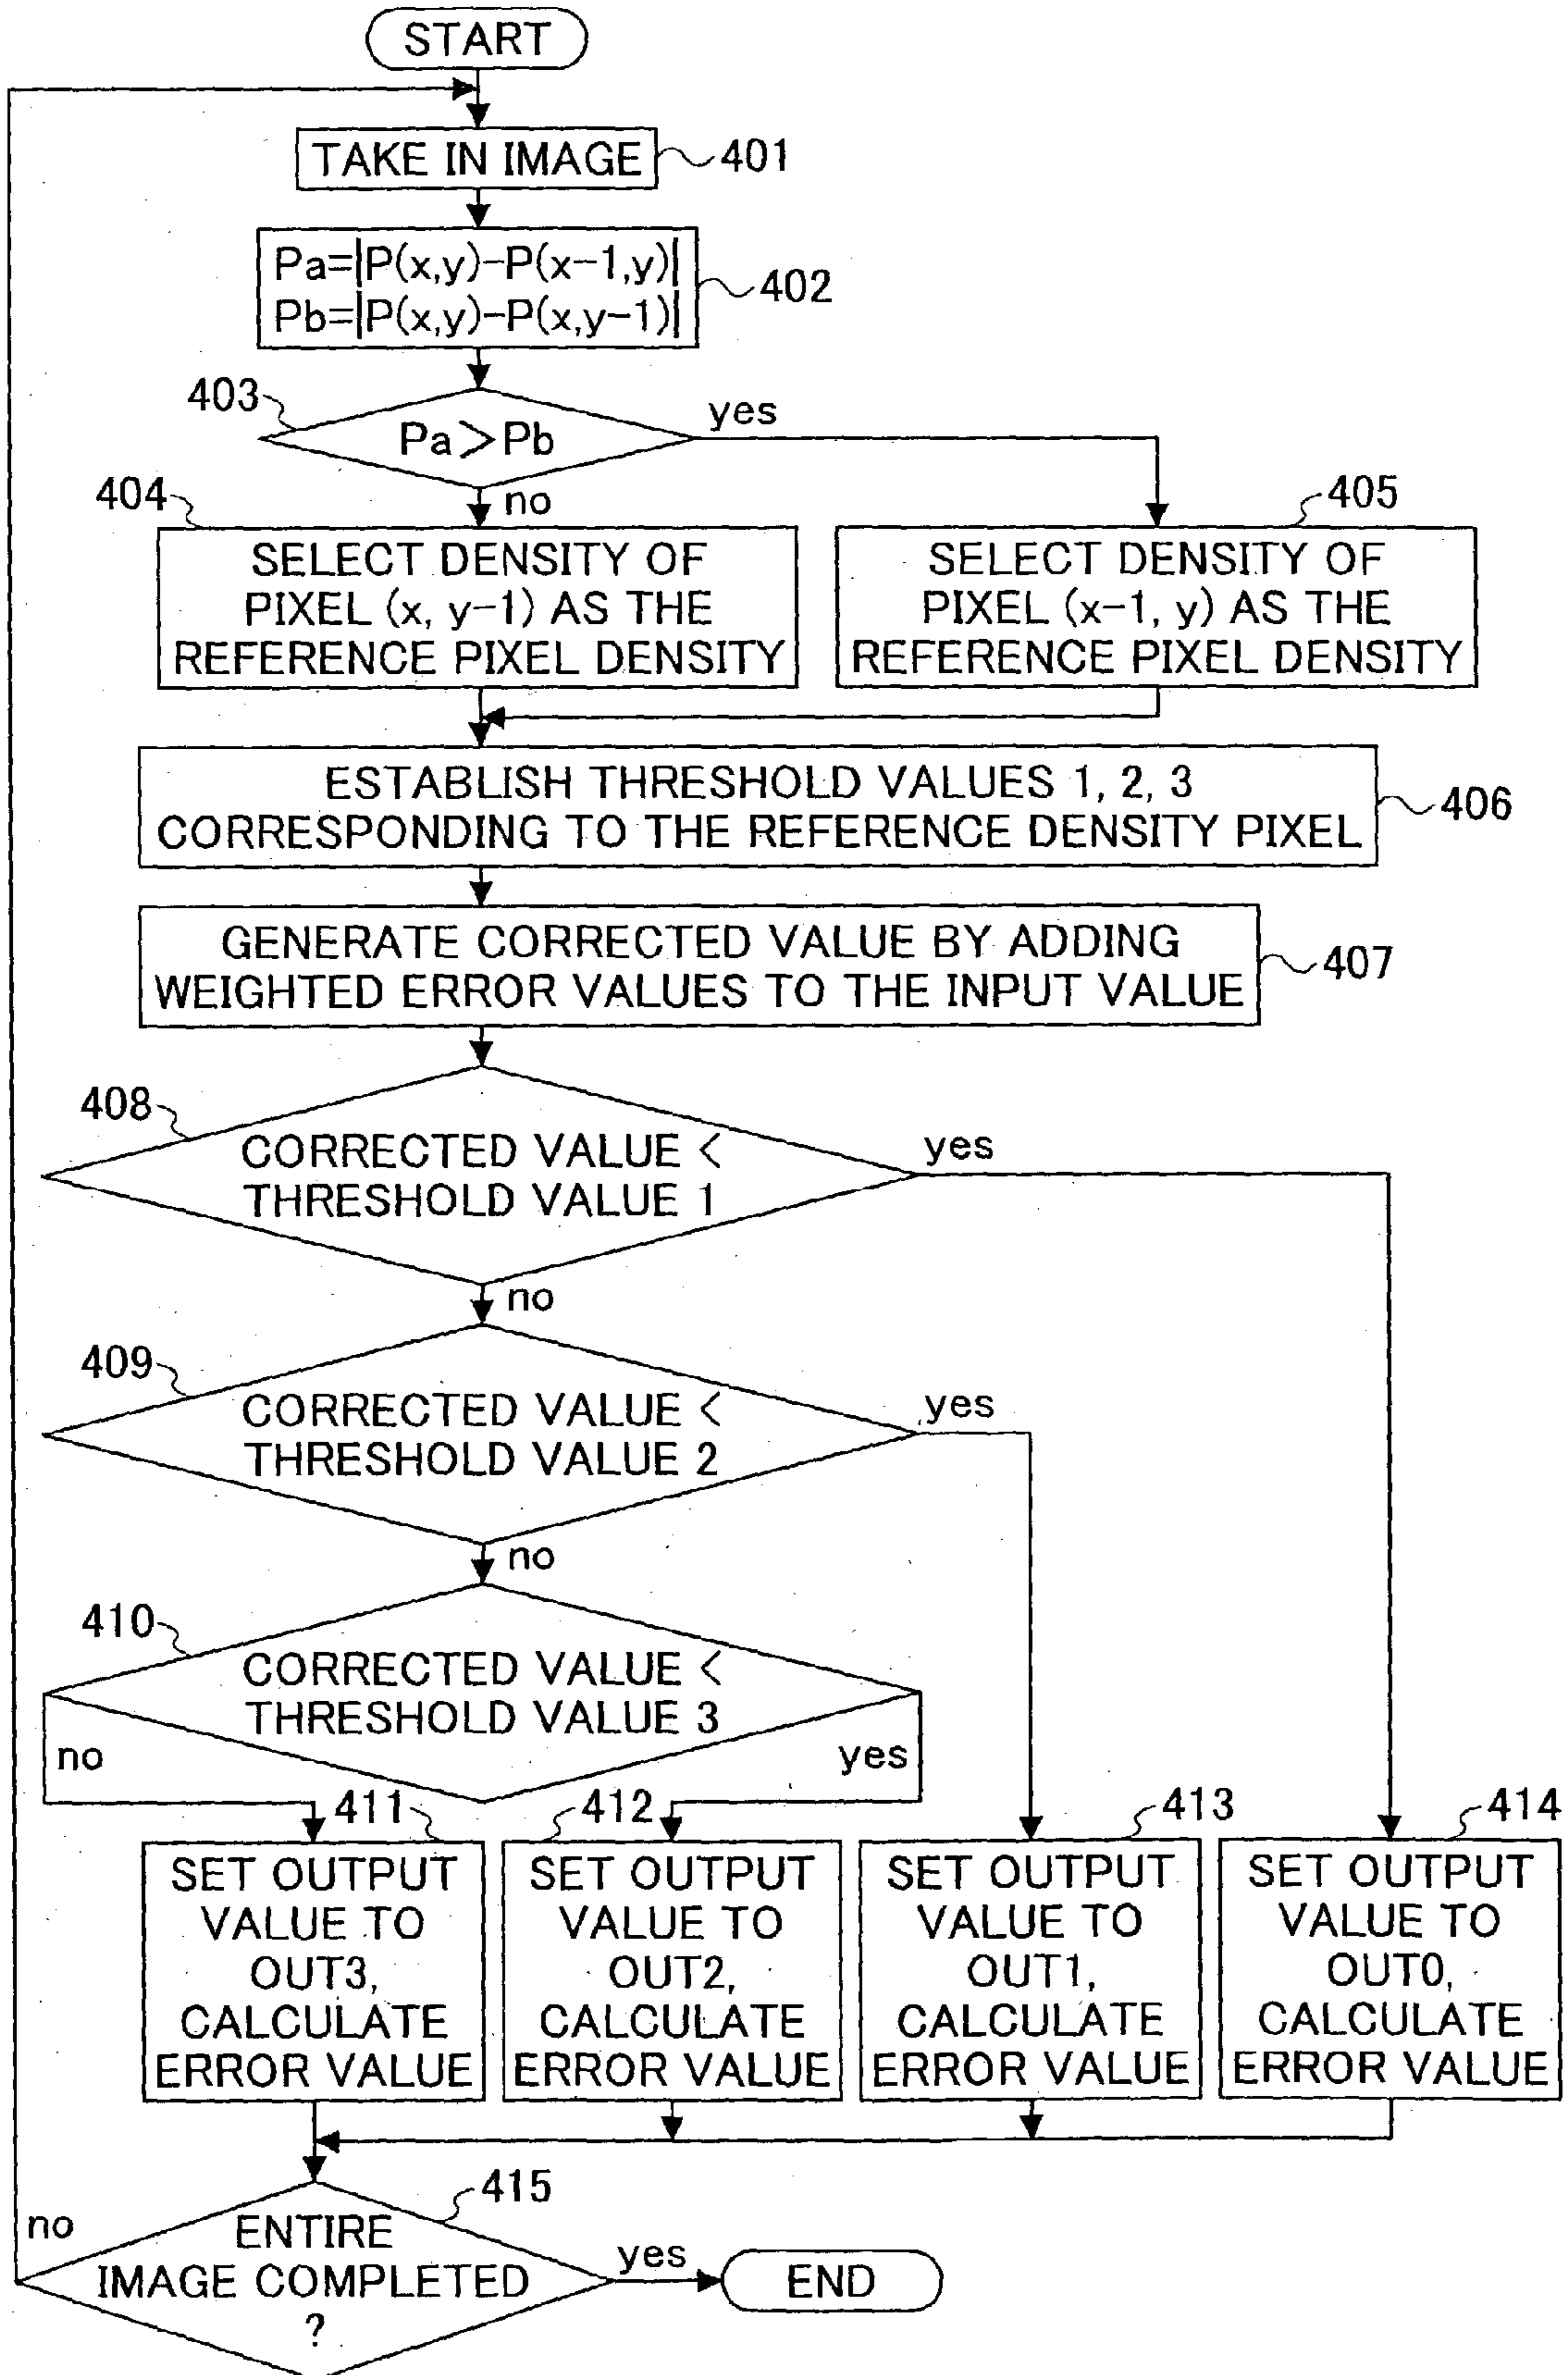 START
TAKE IN IMAGE
401
Pa=|P(x,y)-P(x-1,y)|
Pb=|P(x,y)-P(x,y-1)|
402
403
Pa>Pb
yes
no
404
SELECT DENSITY OF
PIXEL (x, y-1) AS THE
REFERENCE PIXEL DENSITY
405
SELECT DENSITY OF
PIXEL (x-1, y) AS THE
REFERENCE PIXEL DENSITY
ESTABLISH THRESHOLD VALUES 1, 2, 3
CORRESPONDING TO THE REFERENCE DENSITY PIXEL
406
GENERATE CORRECTED VALUE BY ADDING
WEIGHTED ERROR VALUES TO THE INPUT VALUE
407
408
CORRECTED VALUE <
THRESHOLD VALUE 1
yes
no
409
CORRECTED VALUE <
THRESHOLD VALUE 2
yes
no
410
CORRECTED VALUE <
THRESHOLD VALUE 3
no
yes
411
SET OUTPUT
VALUE TO
OUT3,
CALCULATE
ERROR VALUE
412
SET OUTPUT
VALUE TO
OUT2,
CALCULATE
ERROR VALUE
413
SET OUTPUT
VALUE TO
OUT1,
CALCULATE
ERROR VALUE
414
SET OUTPUT
VALUE TO
OUT0,
CALCULATE
ERROR VALUE
415
ENTIRE
IMAGE COMPLETED
?
no
yes
END